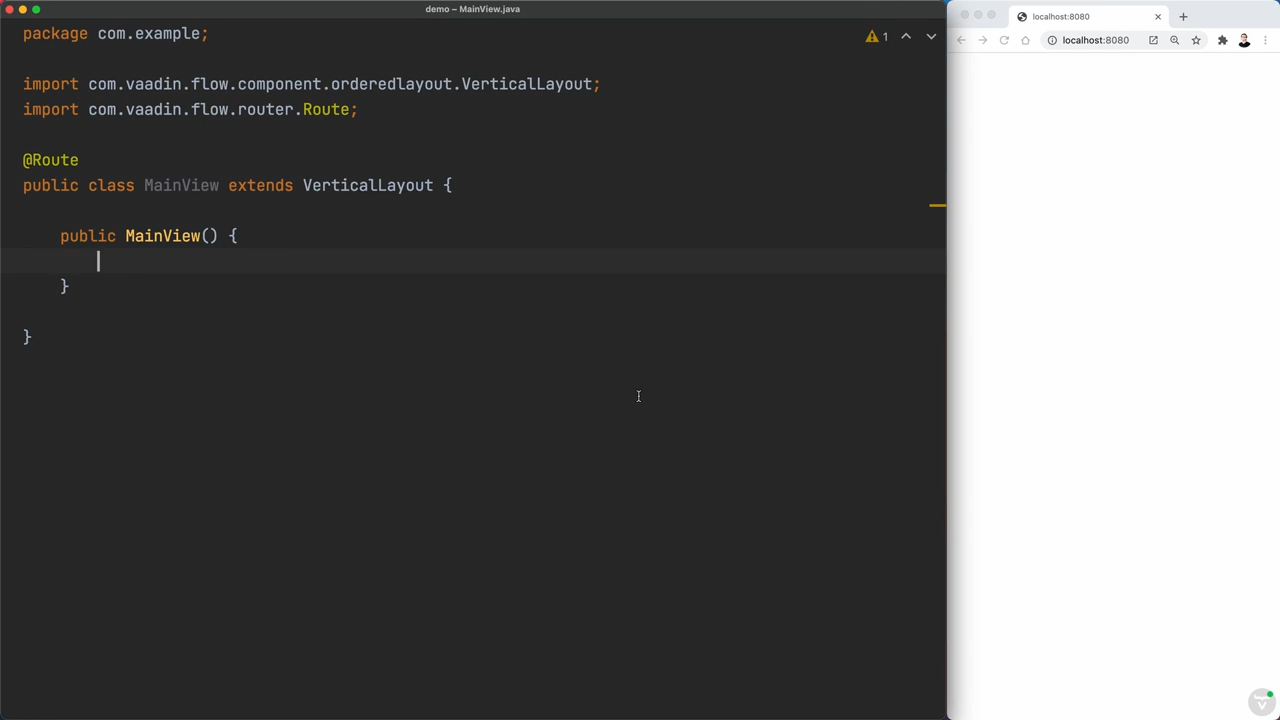 demo – MainView.java
package com.example;
1
import com.vaadin.flow.component.orderedlayout.VerticalLayout;
import com.vaadin.flow.router.Route;
@Route
public class MainView extends VerticalLayout {
public MainView() {
}
}
localhost:8080
localhost:8080